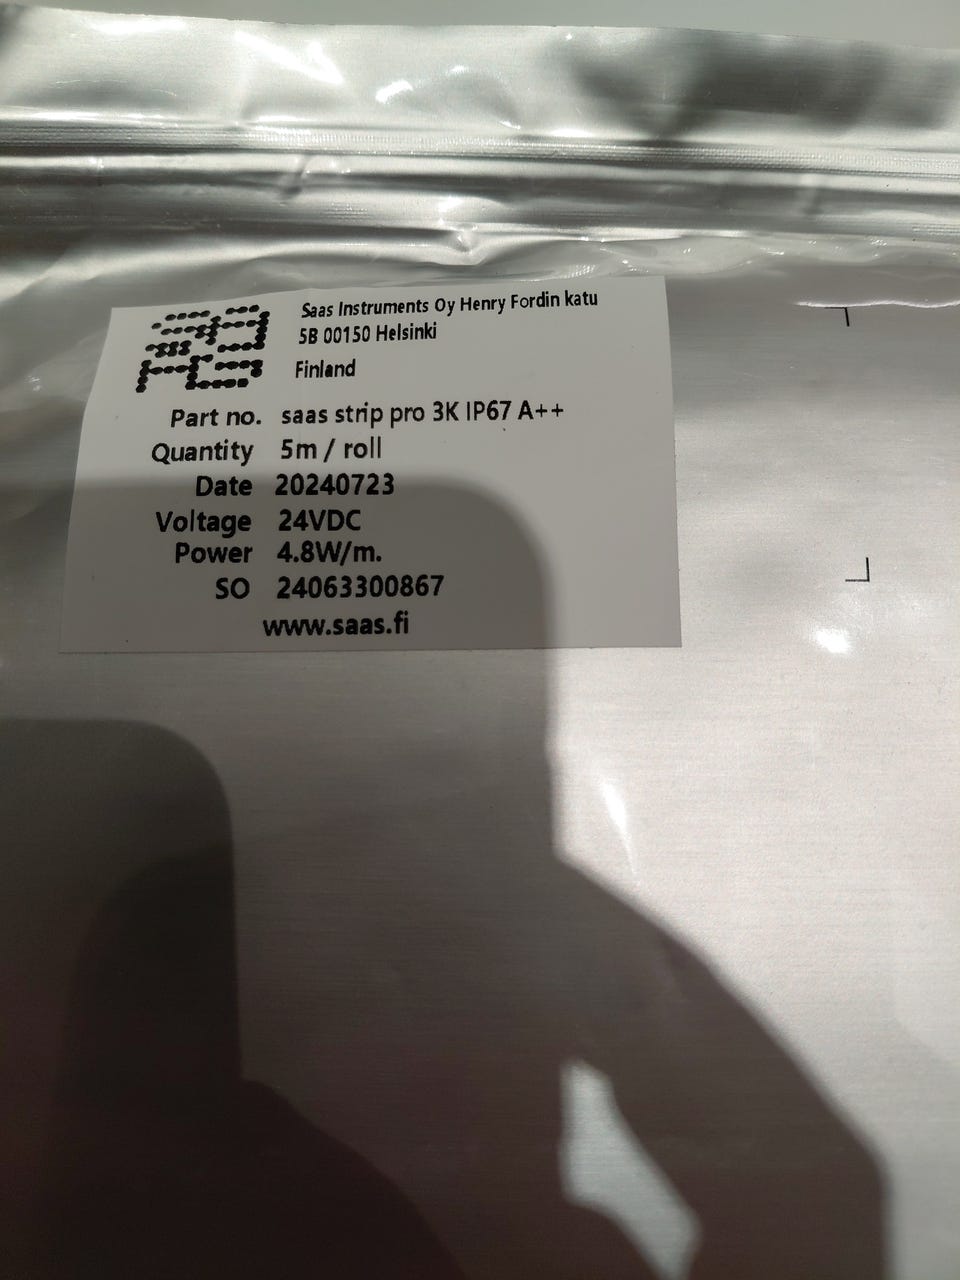 Saas Instruments Oy Henry Fordin katu
5B 00150 Helsinki
Finland
Part no. saas strip pro 3K IP67 A++
Quantity 5m / roll
Date 20240723
Voltage 24VDC
Power 4.8W/m.
SO 24063300867
www.saas.fi